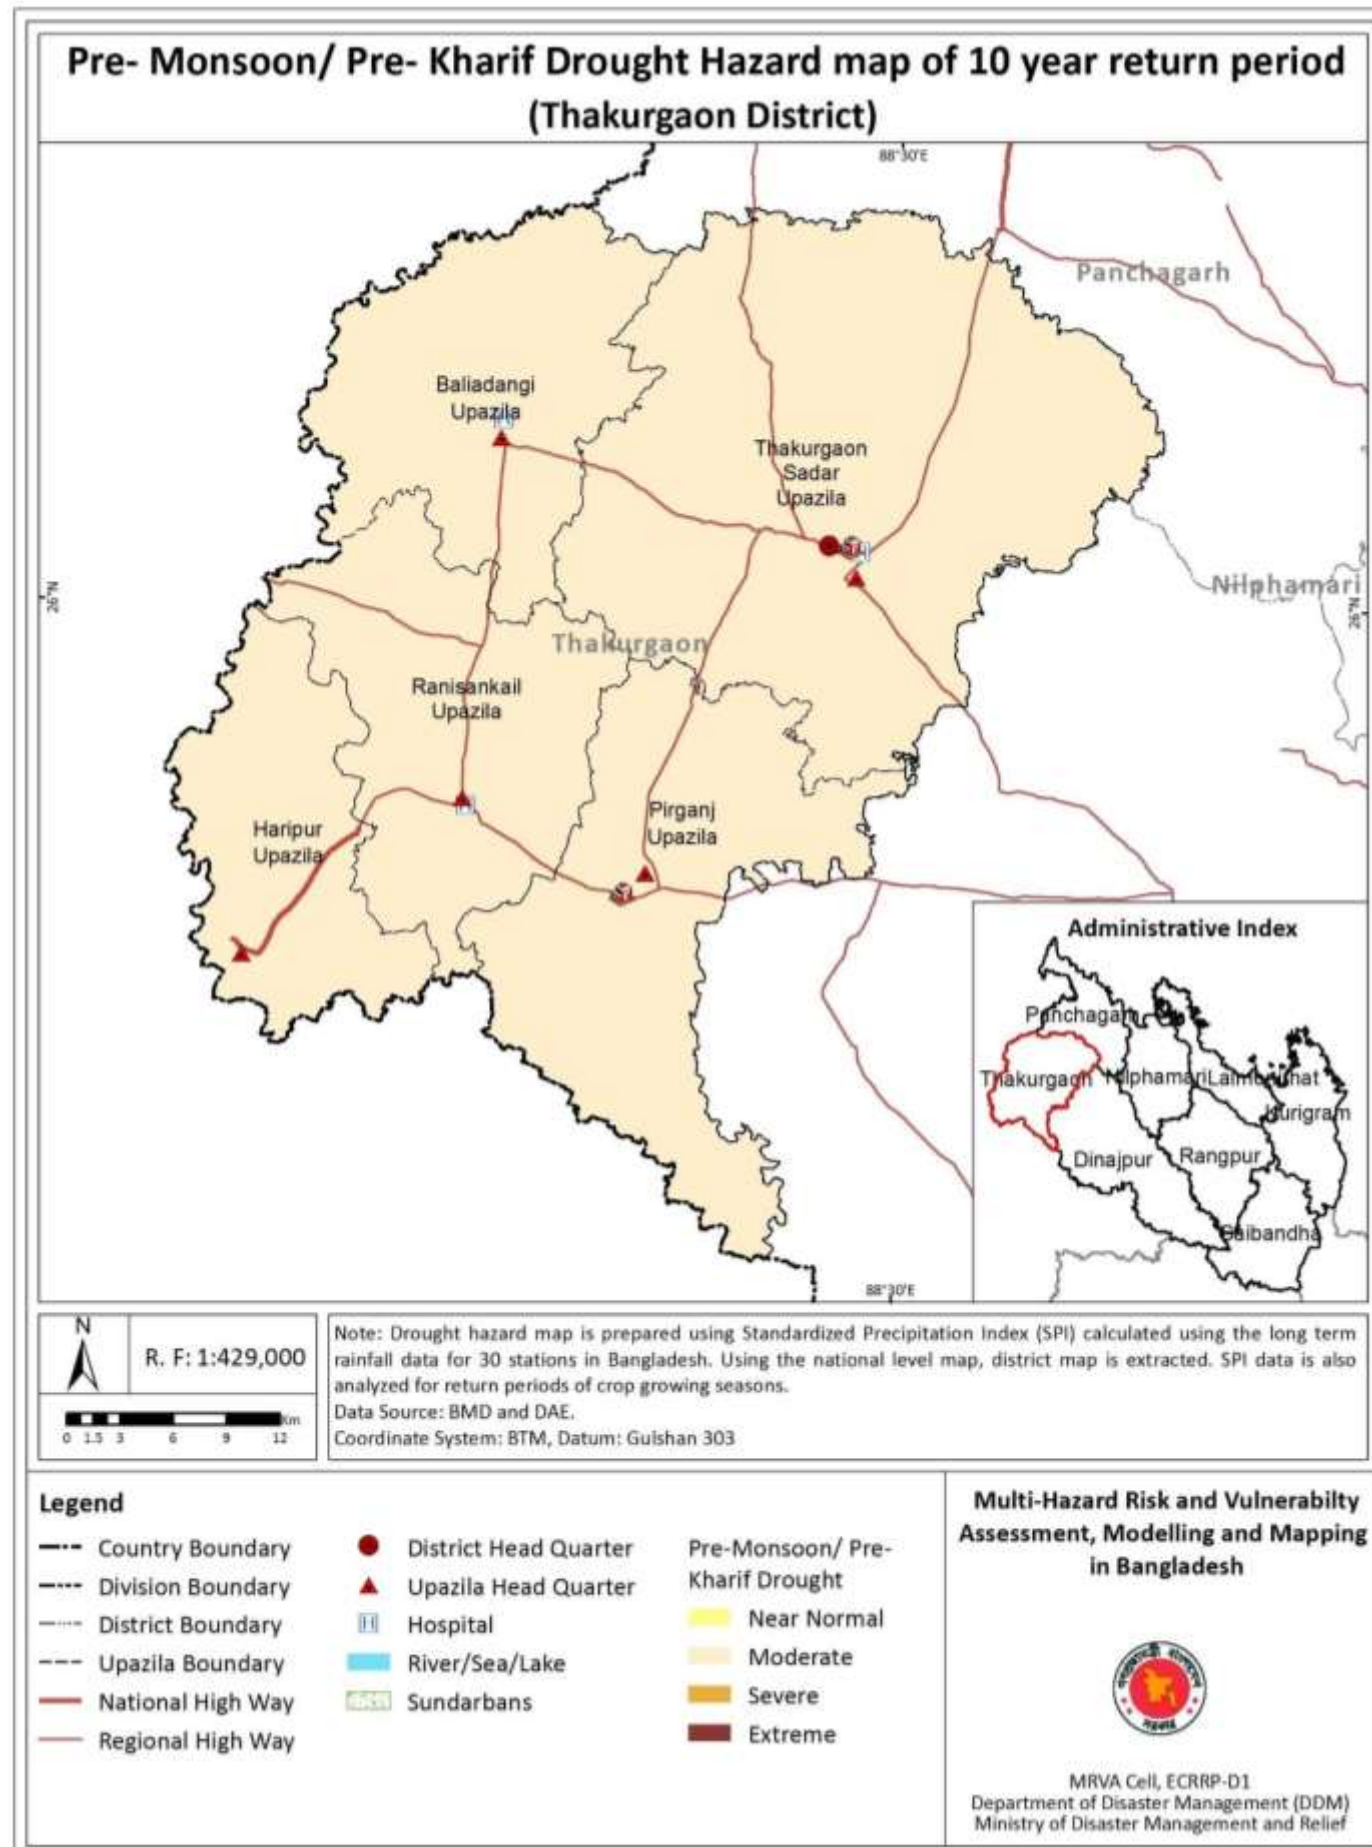 Pre- Monsoon/ Pre- Kharif Drought Hazard map of 10 year return period
(Thakurgaon District)
88°30'E
Panchagarh
Baliadangi
Upazila
Thakurgaon
Sadar
Upazila
26°N
Nilphamari
26°N
Thakurgaon
Ranisankail
Upazila
Pirganj
Upazila
Haripur
Upazila
88°30'E
Administrative Index
Panchagarh
Thakurgaon
Nilphamari
Lalmonirhat
Kurigram
Dinajpur
Rangpur
Gaibandha
N
R. F: 1:429,000
Km
0 1.5 3 6 9 12
Note: Drought hazard map is prepared using Standardized Precipitation Index (SPI) calculated using the long term
rainfall data for 30 stations in Bangladesh. Using the national level map, district map is extracted. SPI data is also
analyzed for return periods of crop growing seasons.
Data Source: BMD and DAE.
Coordinate System: BTM, Datum: Gulshan 303
Legend
Country Boundary
Division Boundary
District Boundary
Upazila Boundary
National High Way
Regional High Way
District Head Quarter
Upazila Head Quarter
H Hospital
River/Sea/Lake
Sundarbans
Pre-Monsoon/ Pre-
Kharif Drought
Near Normal
Moderate
Severe
Extreme
Multi-Hazard Risk and Vulnerabilty
Assessment, Modelling and Mapping
in Bangladesh
MRVA Cell, ECRRP-D1
Department of Disaster Management (DDM)
Ministry of Disaster Management and Relief